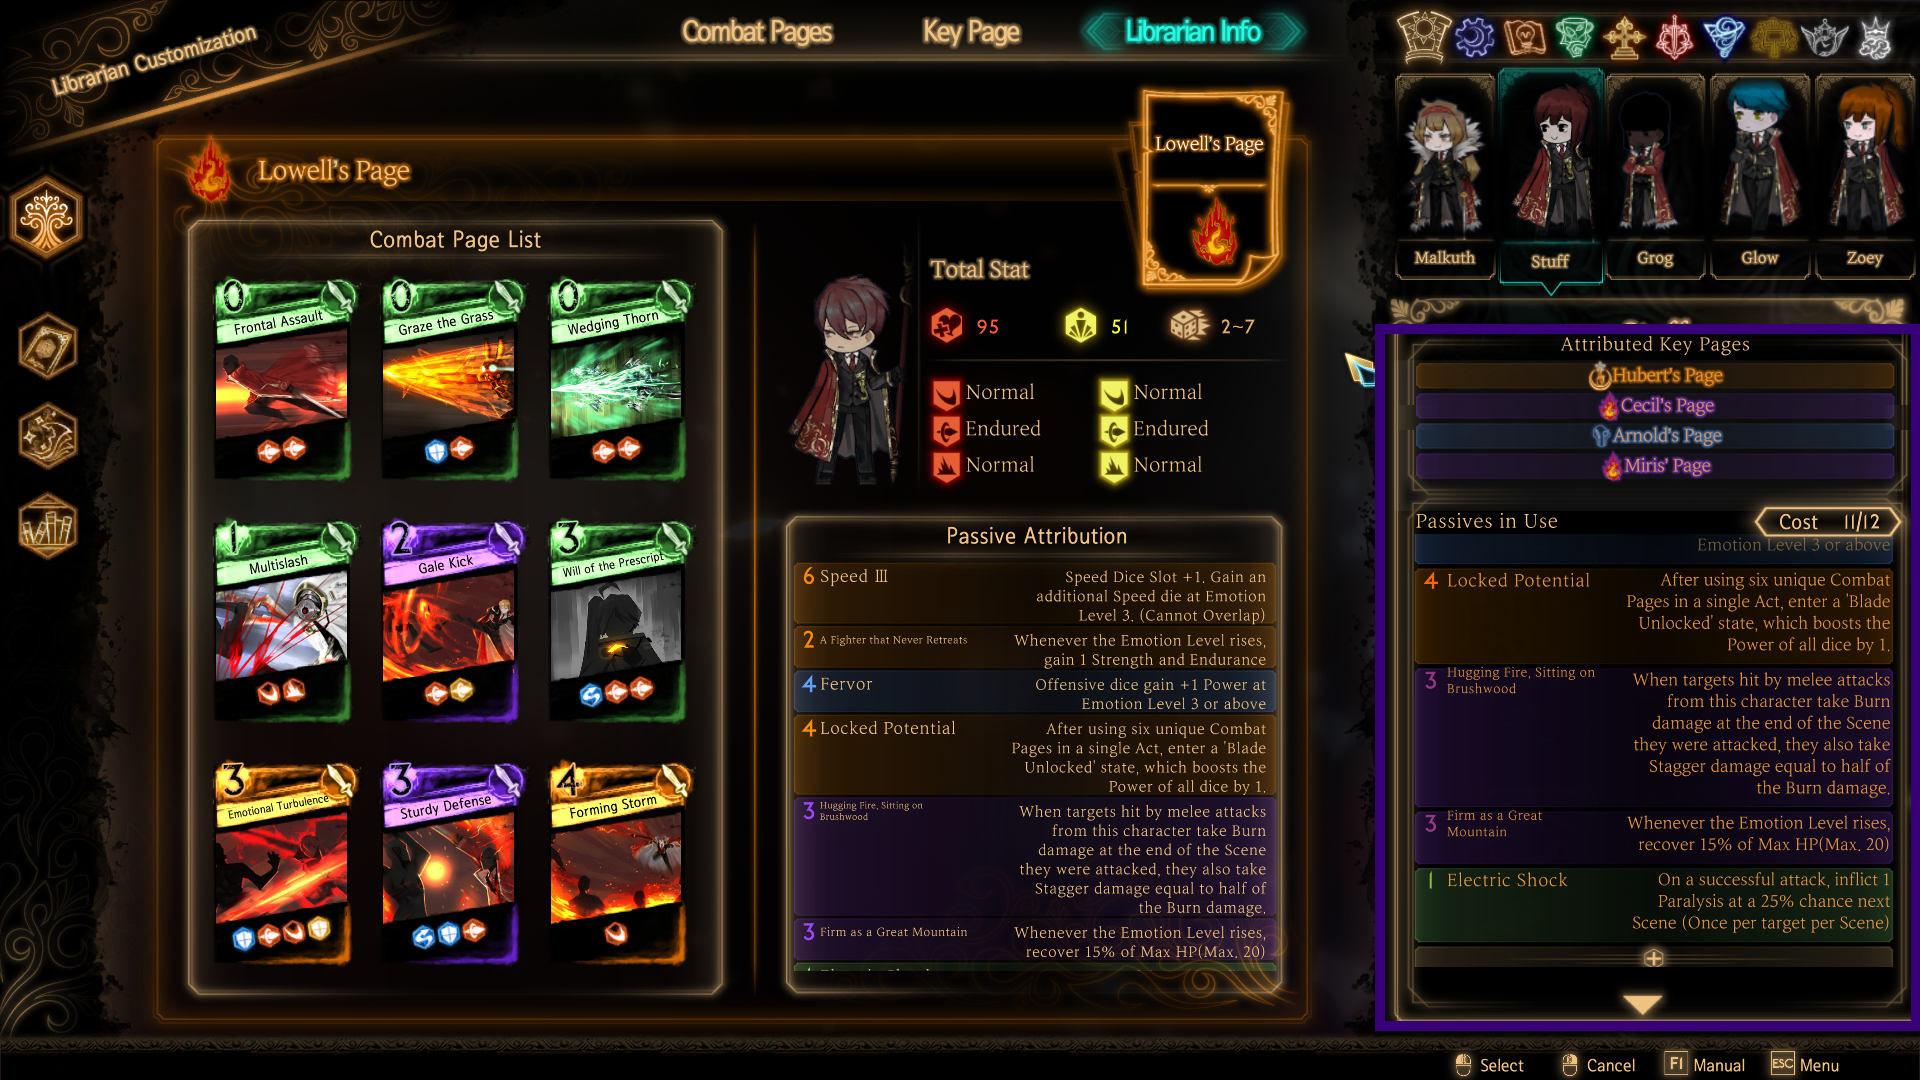 Librarian Customization
Combat Pages
Key Page
Librarian Info
Lowell's Page
Lowell's Page
Combat Page List
0
Frontal Assault
0
Graze the Grass
0
Wedging Thorn
1
Multislash
2
Gale Kick
3
Will of the Prescript
3
Emotional Turbulence
3
Sturdy Defense
4
Forming Storm
Total Stat
95
51
2~7
Normal
Normal
Endured
Endured
Normal
Normal
Passive Attribution
6 Speed III
Speed Dice Slot +1. Gain an
additional Speed die at Emotion
Level 3. (Cannot Overlap)
2 A Fighter that Never Retreats
Whenever the Emotion Level rises,
gain 1 Strength and Endurance
4 Fervor
Offensive dice gain +1 Power at
Emotion Level 3 or above
4 Locked Potential
After using six unique Combat
Pages in a single Act, enter a 'Blade
Unlocked' state, which boosts the
Power of all dice by 1.
3 Hugging Fire, Sitting on
Brushwood
When targets hit by melee attacks
from this character take Burn
damage at the end of the Scene
they were attacked, they also take
Stagger damage equal to half of
the Burn damage.
3 Firm as a Great Mountain
Whenever the Emotion Level rises,
recover 15% of Max HP(Max. 20)
Malkuth
Stuff
Grog
Glow
Zoey
Attributed Key Pages
Hubert's Page
Cecil's Page
Arnold's Page
Miris' Page
Passives in Use
Cost 11/12
Emotion Level 3 or above
4 Locked Potential
After using six unique Combat
Pages in a single Act, enter a 'Blade
Unlocked' state, which boosts the
Power of all dice by 1.
3 Hugging Fire, Sitting on
Brushwood
When targets hit by melee attacks
from this character take Burn
damage at the end of the Scene
they were attacked, they also take
Stagger damage equal to half of
the Burn damage.
3 Firm as a Great
Mountain
Whenever the Emotion Level rises,
recover 15% of Max HP(Max. 20)
1 Electric Shock
On a successful attack, inflict 1
Paralysis at a 25% chance next
Scene (Once per target per Scene)
Select
Cancel
F1 Manual
ESC Menu